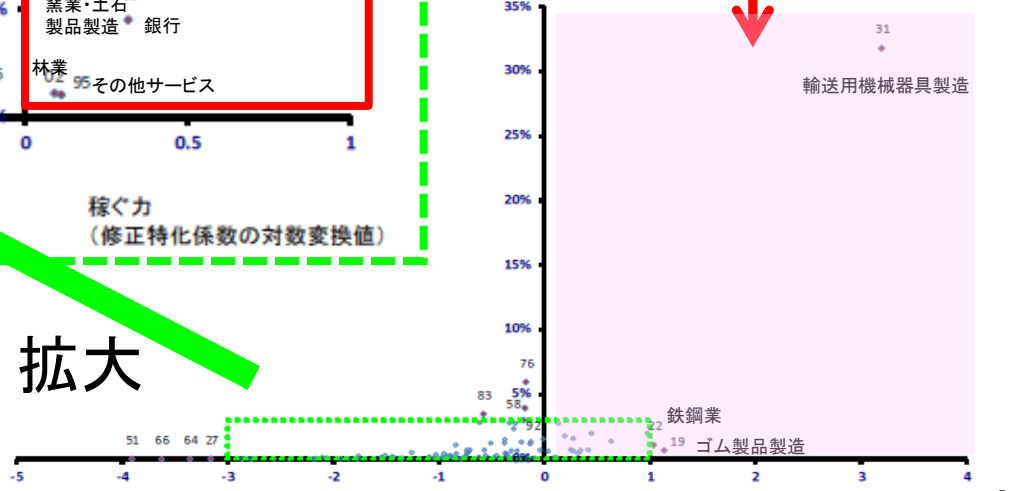 窯業・土石
製品製造 銀行
林業
02 95 その他サービス
0 0.5 1
稼ぐ力
(修正特化係数の対数変換値)
拡大
35%
31
30%
輸送用機械器具製造
25%
20%
15%
10%
76
5%
83
58
92
22
鉄鋼業
19
ゴム製品製造
51 66 64 27
0%
-5 -4 -3 -2 -1 0 1 2 3 4